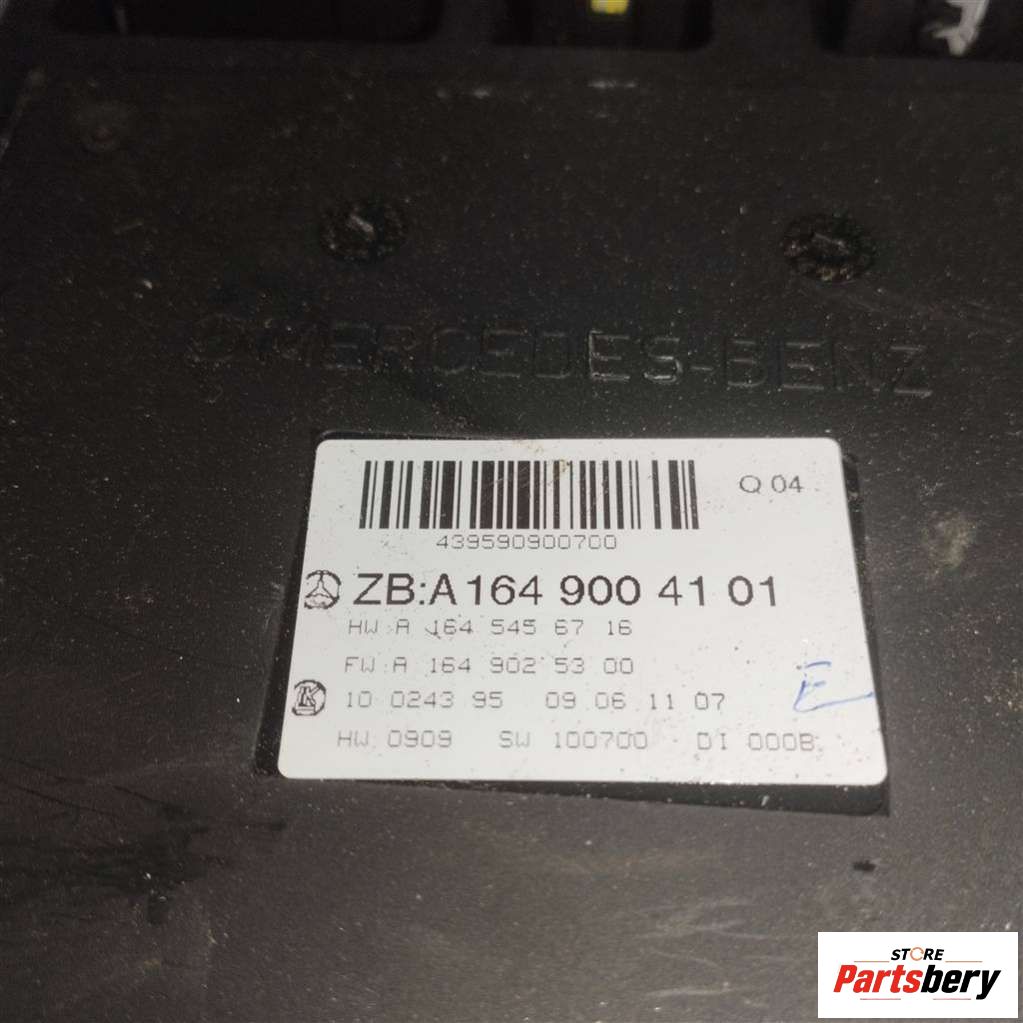 MERCEDES-BENZ
Q 04
439590900700
ZB:A 164 900 41 01
HW A 164 545 67 16
FW A 164 902 53 00
10 0243 95 09 06 11 07
E
HW 0909 SW 100700 DI 000B
STORE
Partsbery